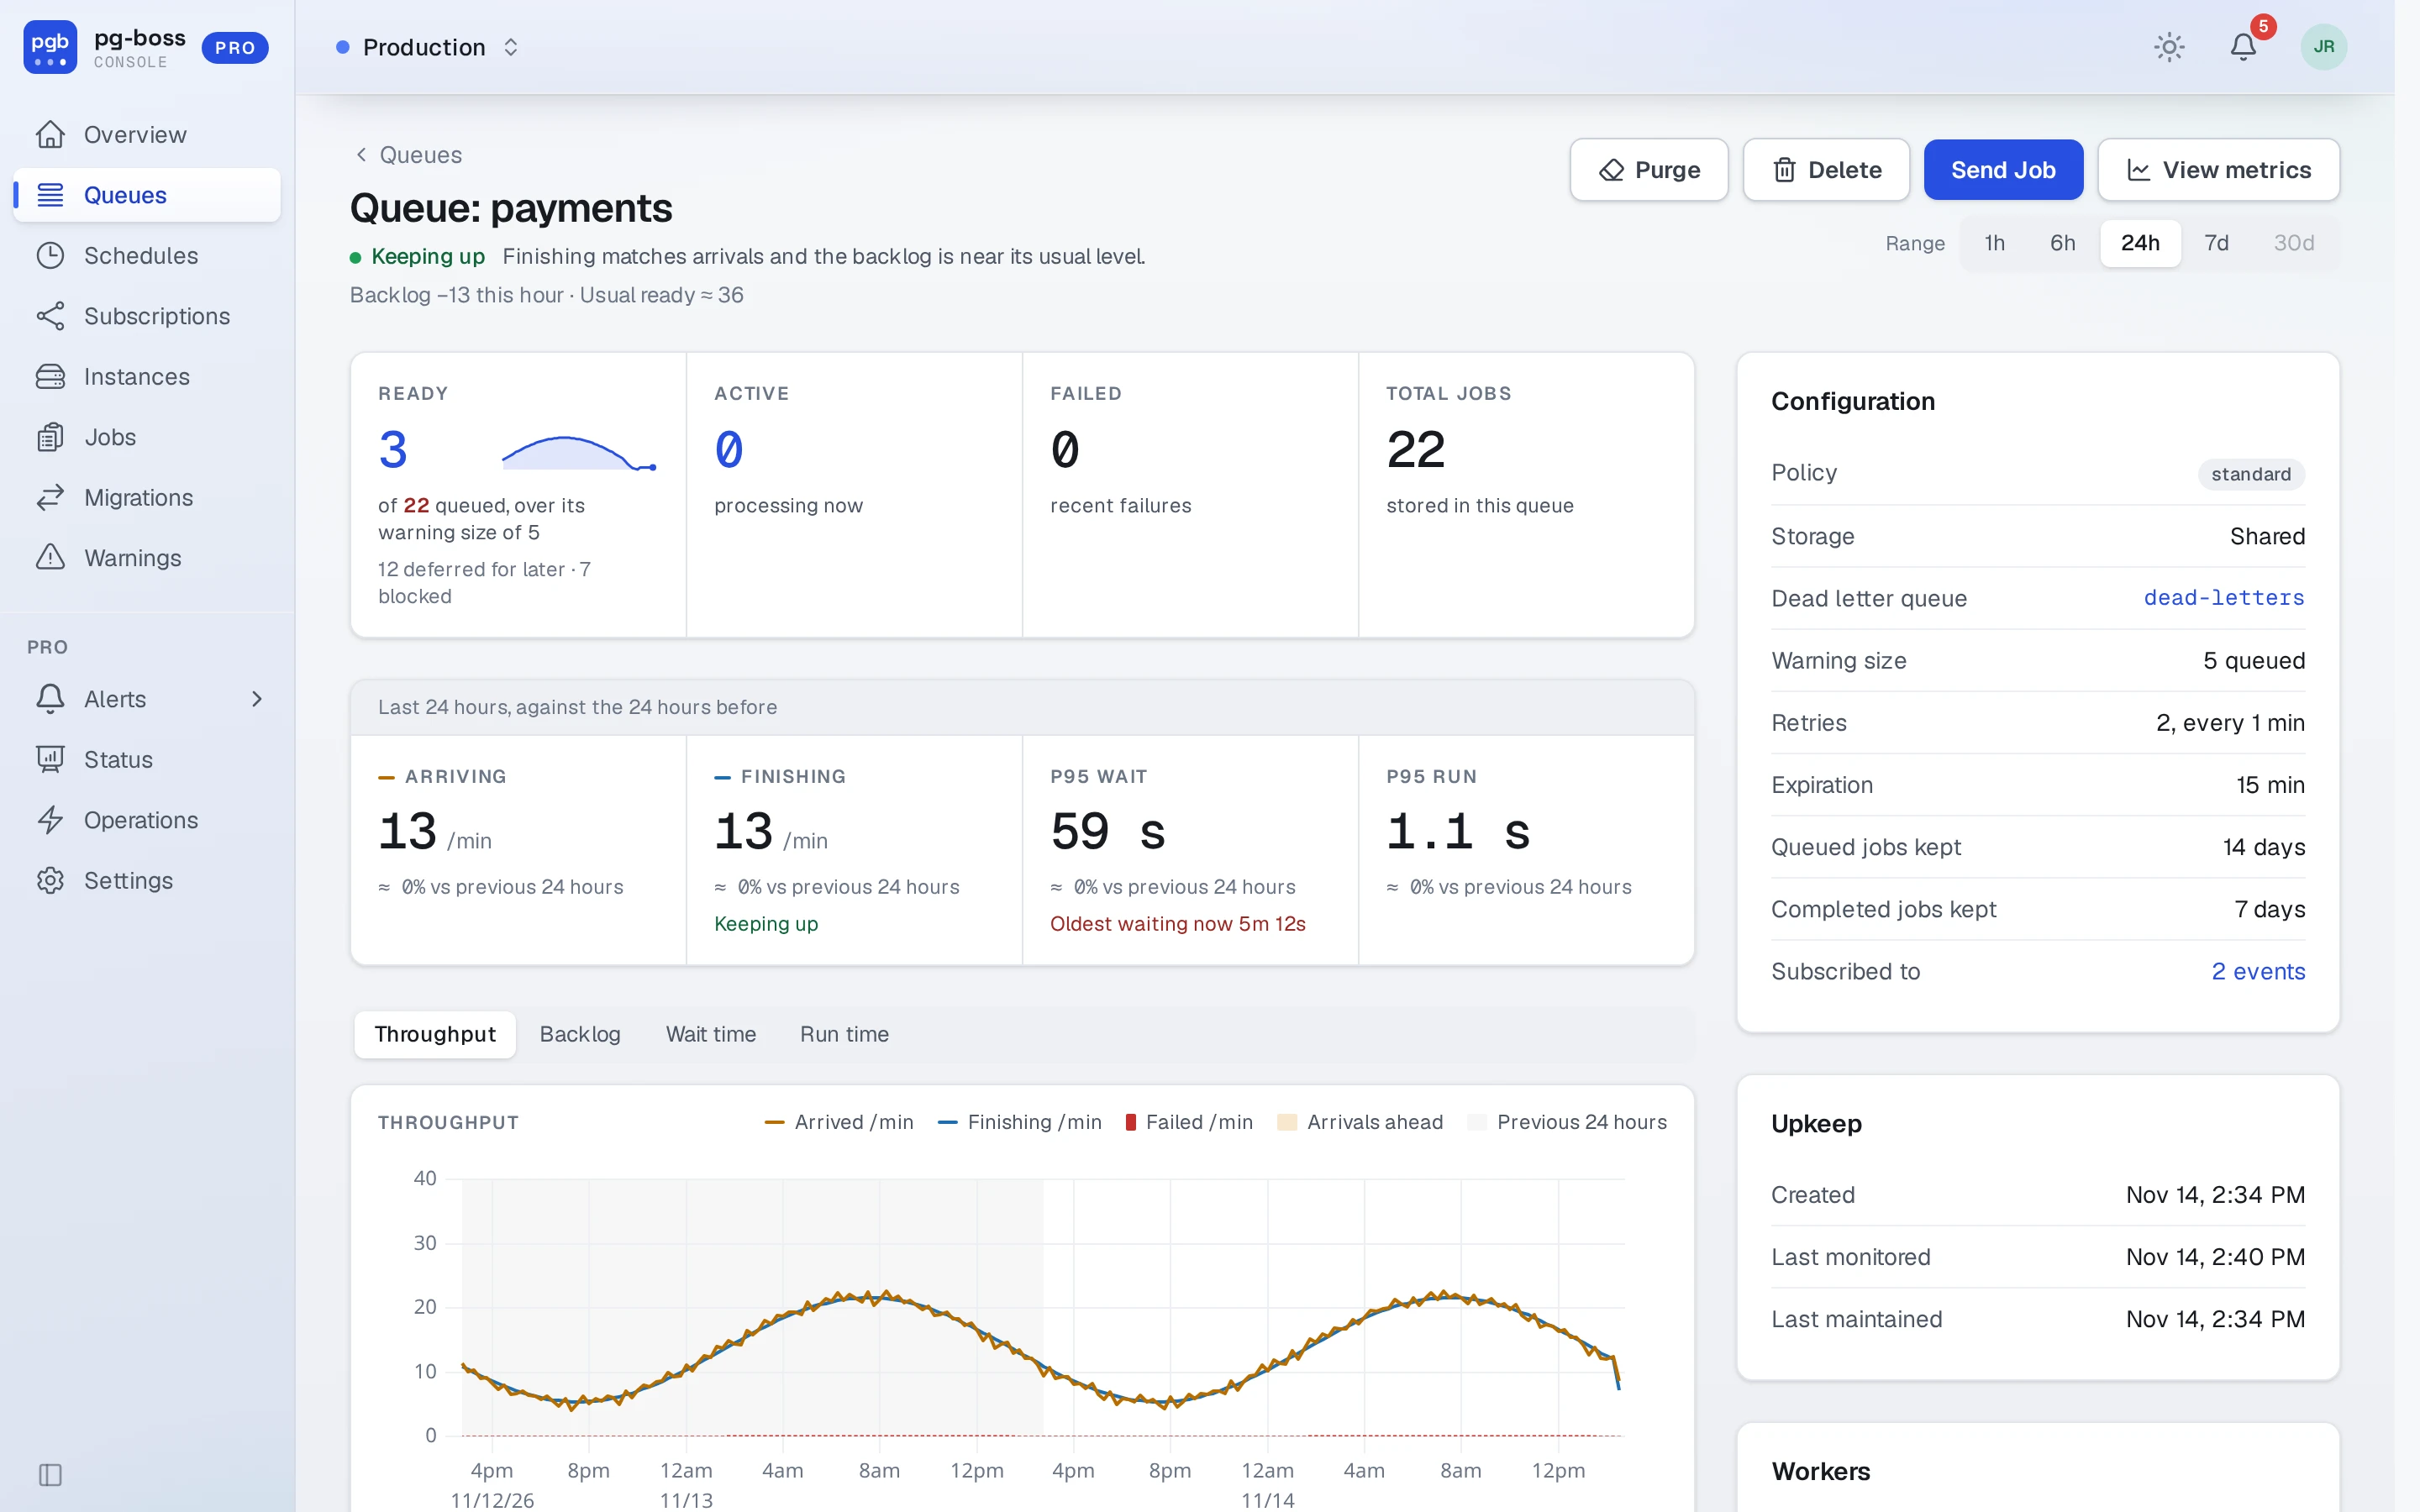 pgb
pg-boss
CONSOLE
PRO
Production
5
JR
Overview
Queues
Schedules
Subscriptions
Instances
Jobs
Migrations
Warnings
PRO
Alerts
Status
Operations
Settings
Queues
Queue: payments
Keeping up Finishing matches arrivals and the backlog is near its usual level.
Backlog −13 this hour · Usual ready ≈ 36
Purge
Delete
Send Job
View metrics
Range 1h 6h 24h 7d 30d
READY
3
of 22 queued, over its
warning size of 5
12 deferred for later · 7
blocked
ACTIVE
0
processing now
FAILED
0
recent failures
TOTAL JOBS
22
stored in this queue
Last 24 hours, against the 24 hours before
ARRIVING
13 /min
≈ 0% vs previous 24 hours
FINISHING
13 /min
≈ 0% vs previous 24 hours
Keeping up
P95 WAIT
59 s
≈ 0% vs previous 24 hours
Oldest waiting now 5m 12s
P95 RUN
1.1 s
≈ 0% vs previous 24 hours
Throughput Backlog Wait time Run time
THROUGHPUT
Arrived /min Finishing /min Failed /min Arrivals ahead Previous 24 hours
40
30
20
10
0
4pm 8pm 12am 4am 8am 12pm 4pm 8pm 12am 4am 8am 12pm
11/12/26 11/13 11/14
Configuration
Policy standard
Storage Shared
Dead letter queue dead-letters
Warning size 5 queued
Retries 2, every 1 min
Expiration 15 min
Queued jobs kept 14 days
Completed jobs kept 7 days
Subscribed to 2 events
Upkeep
Created Nov 14, 2:34 PM
Last monitored Nov 14, 2:40 PM
Last maintained Nov 14, 2:34 PM
Workers